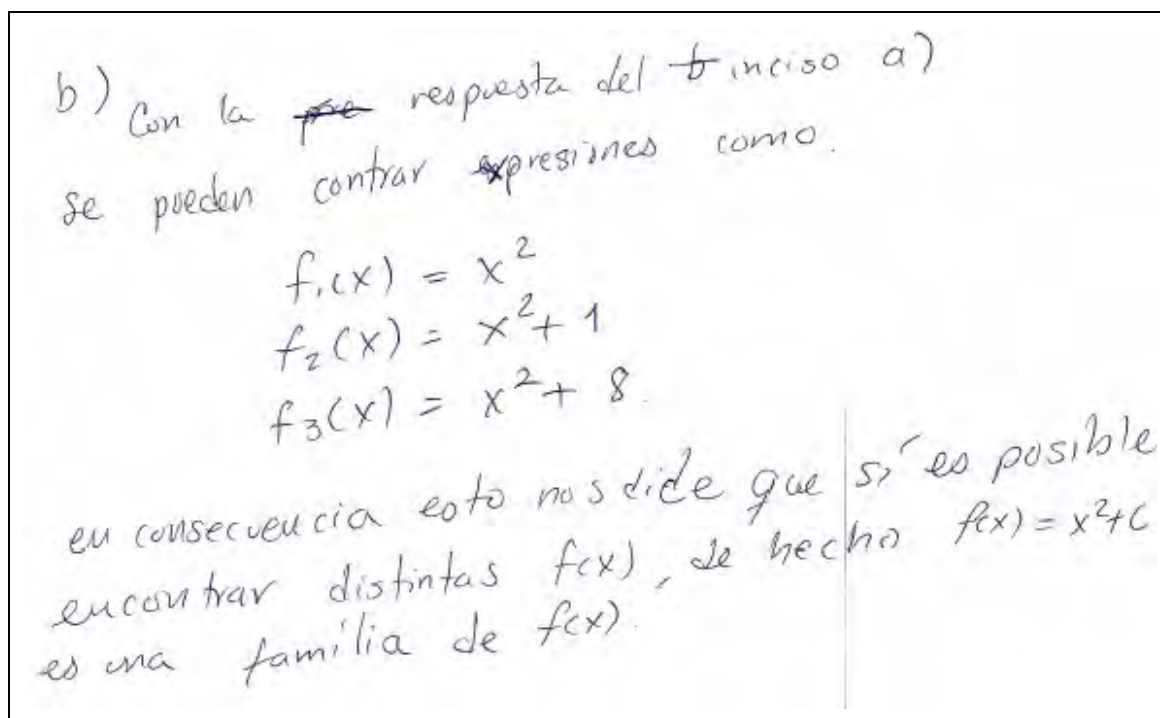 b) Con la respuesta del inciso a)
se pueden contrar expresiones como.
f₁(x) = x²
f₂(x) = x² + 1
f₃(x) = x² + 8.
en consecuencia esto nos dice que sí es posible
encontrar distintas f(x), de hecho f(x) = x²+C
es una família de f(x).